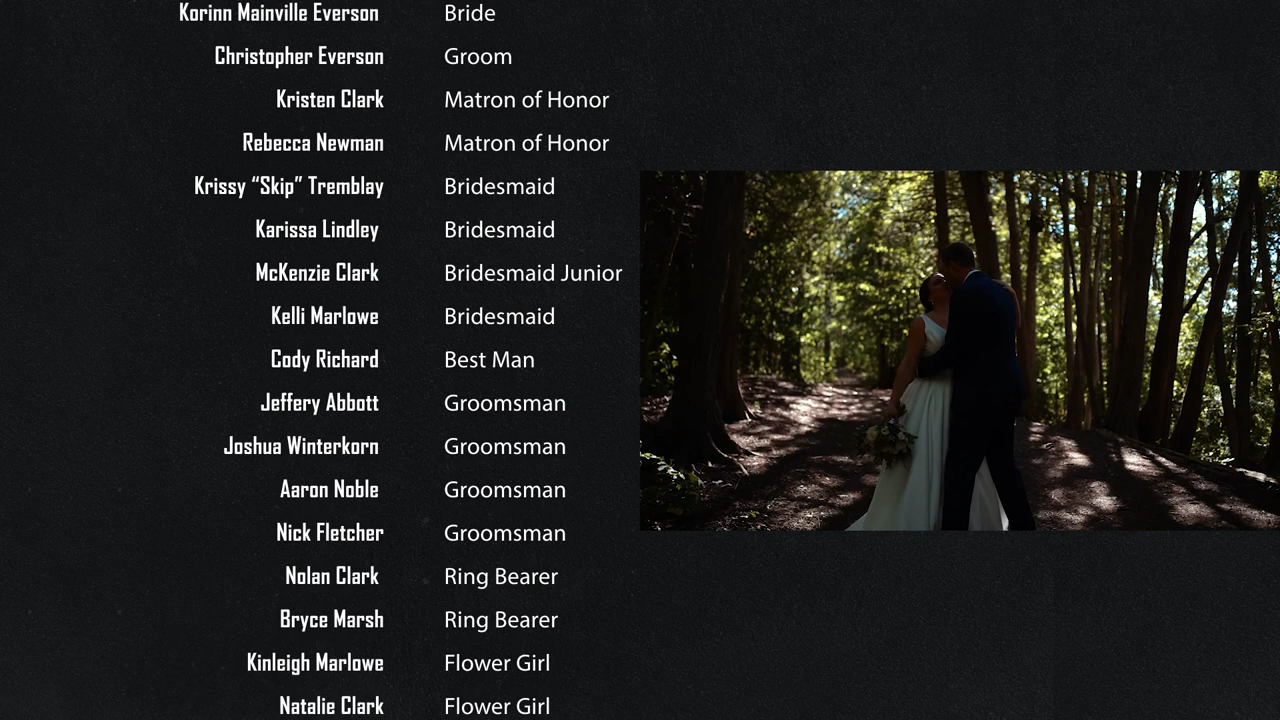 Korinn Mainville Everson Bride
Christopher Everson Groom
Kristen Clark Matron of Honor
Rebecca Newman Matron of Honor
Krissy “Skip” Tremblay Bridesmaid
Karissa Lindley Bridesmaid
McKenzie Clark Bridesmaid Junior
Kelli Marlowe Bridesmaid
Cody Richard Best Man
Jeffery Abbott Groomsman
Joshua Winterkorn Groomsman
Aaron Noble Groomsman
Nick Fletcher Groomsman
Nolan Clark Ring Bearer
Bryce Marsh Ring Bearer
Kinleigh Marlowe Flower Girl
Natalie Clark Flower Girl